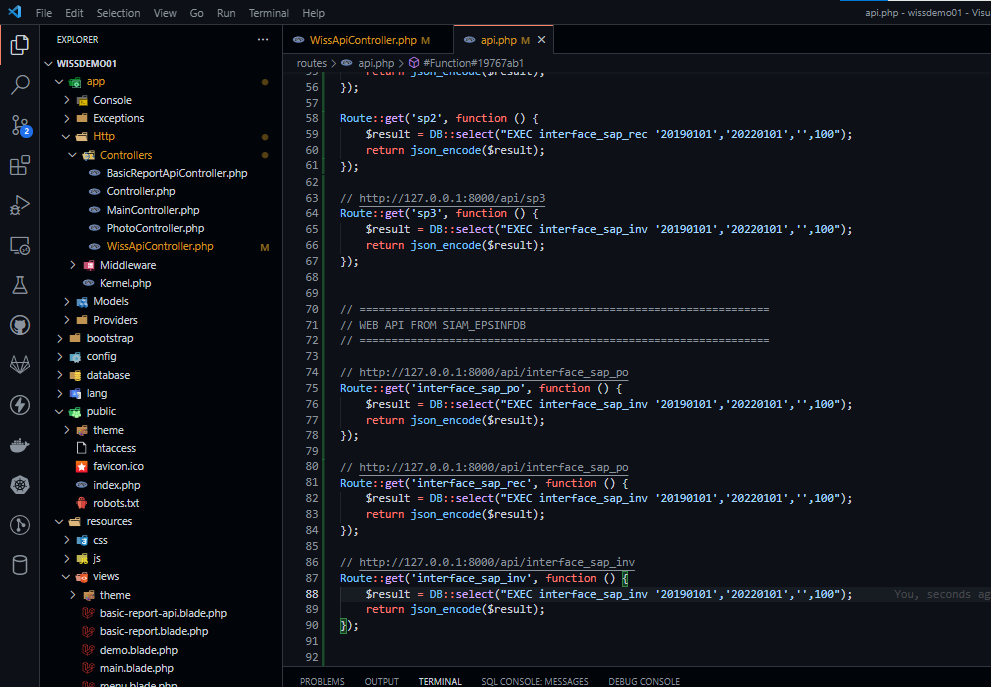 File Edit Selection View Go Run Terminal Help api.php - wissdemo01 - Visu
EXPLORER ...
WISSDEMO01
app
Console
Exceptions
Http
Controllers
BasicReportApiController.php
Controller.php
MainController.php
PhotoController.php
WissApiController.php M
Middleware
Kernel.php
Models
Providers
bootstrap
config
database
lang
public
theme
.htaccess
favicon.ico
index.php
robots.txt
resources
css
js
views
theme
basic-report-api.blade.php
basic-report.blade.php
demo.blade.php
main.blade.php
menu.blade.php
2
WissApiController.php M api.php M ×
routes > api.php > #Function#19767ab1
55 return json_encode($result);
56 });
57
58 Route::get('sp2', function () {
59 $result = DB::select("EXEC interface_sap_rec '20190101','20220101','',100");
60 return json_encode($result);
61 });
62
63 // http://127.0.0.1:8000/api/sp3
64 Route::get('sp3', function () {
65 $result = DB::select("EXEC interface_sap_inv '20190101','20220101','',100");
66 return json_encode($result);
67 });
68
69
70 // ================================================================
71 // WEB API FROM SIAM_EPSINFDB
72 // ================================================================
73
74 // http://127.0.0.1:8000/api/interface_sap_po
75 Route::get('interface_sap_po', function () {
76 $result = DB::select("EXEC interface_sap_inv '20190101','20220101','',100");
77 return json_encode($result);
78 });
79
80 // http://127.0.0.1:8000/api/interface_sap_po
81 Route::get('interface_sap_rec', function () {
82 $result = DB::select("EXEC interface_sap_inv '20190101','20220101','',100");
83 return json_encode($result);
84 });
85
86 // http://127.0.0.1:8000/api/interface_sap_inv
87 Route::get('interface_sap_inv', function () {
88 $result = DB::select("EXEC interface_sap_inv '20190101','20220101','',100"); You, seconds ag
89 return json_encode($result);
90 });
91
92
PROBLEMS OUTPUT TERMINAL SQL CONSOLE: MESSAGES DEBUG CONSOLE